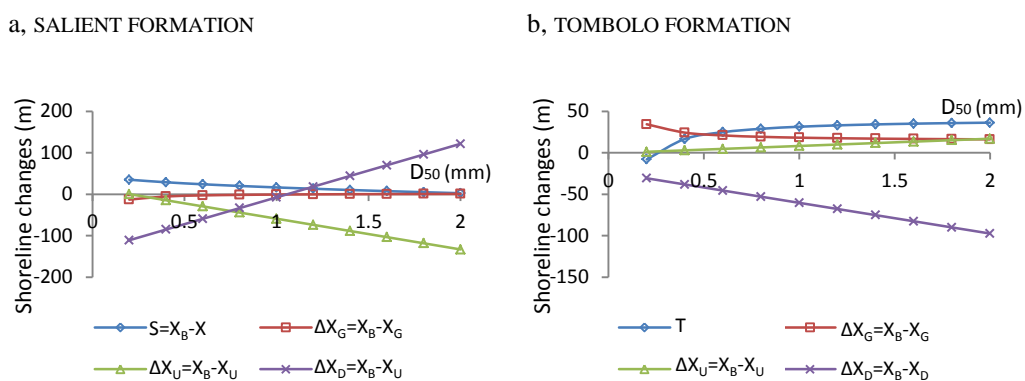 a, SALIENT FORMATION
b, TOMBOLO FORMATION
Shoreline changes (m)
200
100
0
-100
-200
0
0.5
1
1.5
2
D50 (mm)
S=XB-X
ΔXG=XB-XG
ΔXU=XB-XU
ΔXD=XB-XU
Shoreline changes (m)
50
0
-50
-100
-150
0
0.5
1
1.5
2
D50 (mm)
T
ΔXG=XB-XG
ΔXU=XB-XU
ΔXD=XB-XD